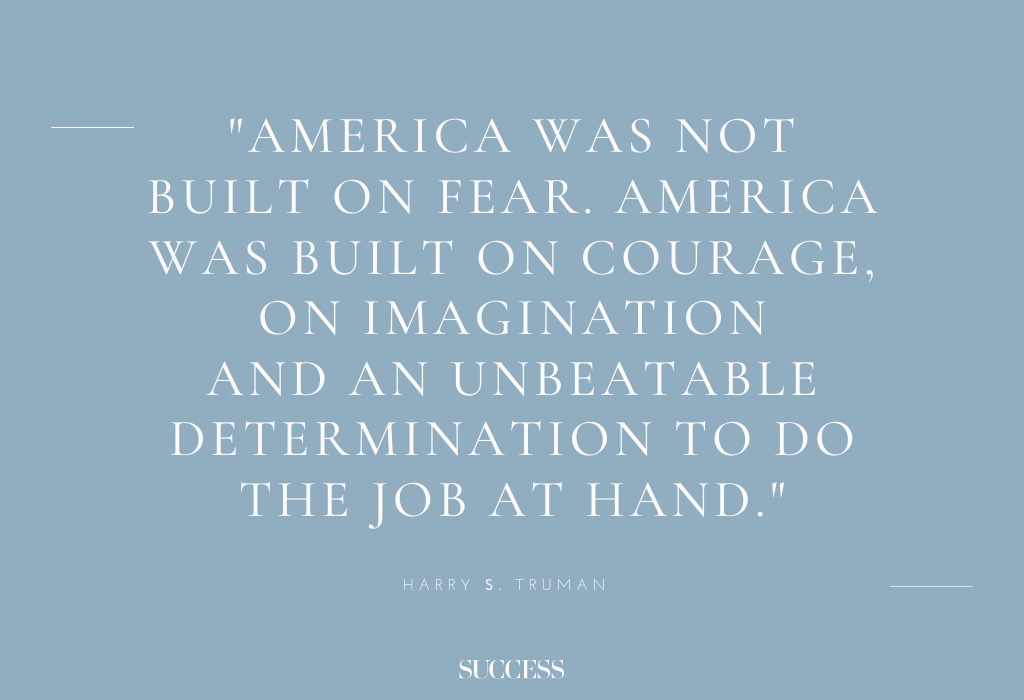 "AMERICA WAS NOT
BUILT ON FEAR. AMERICA
WAS BUILT ON COURAGE,
ON IMAGINATION
AND AN UNBEATABLE
DETERMINATION TO DO
THE JOB AT HAND."
HARRY S. TRUMAN
SUCCESS